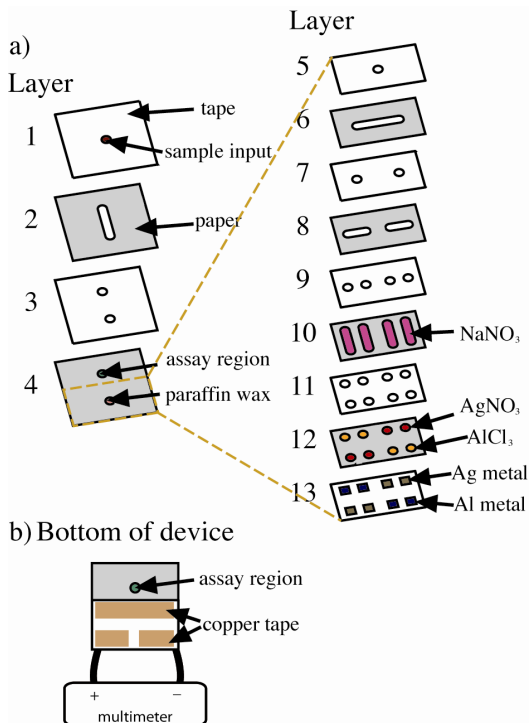 a)
Layer
tape
1
sample input
2
paper
3
4
assay region
paraffin wax
Layer
5
6
7
8
9
10
NaNO₃
11
12
AgNO₃
AlCl₃
13
Ag metal
Al metal
b) Bottom of device
assay region
copper tape
+ −
multimeter